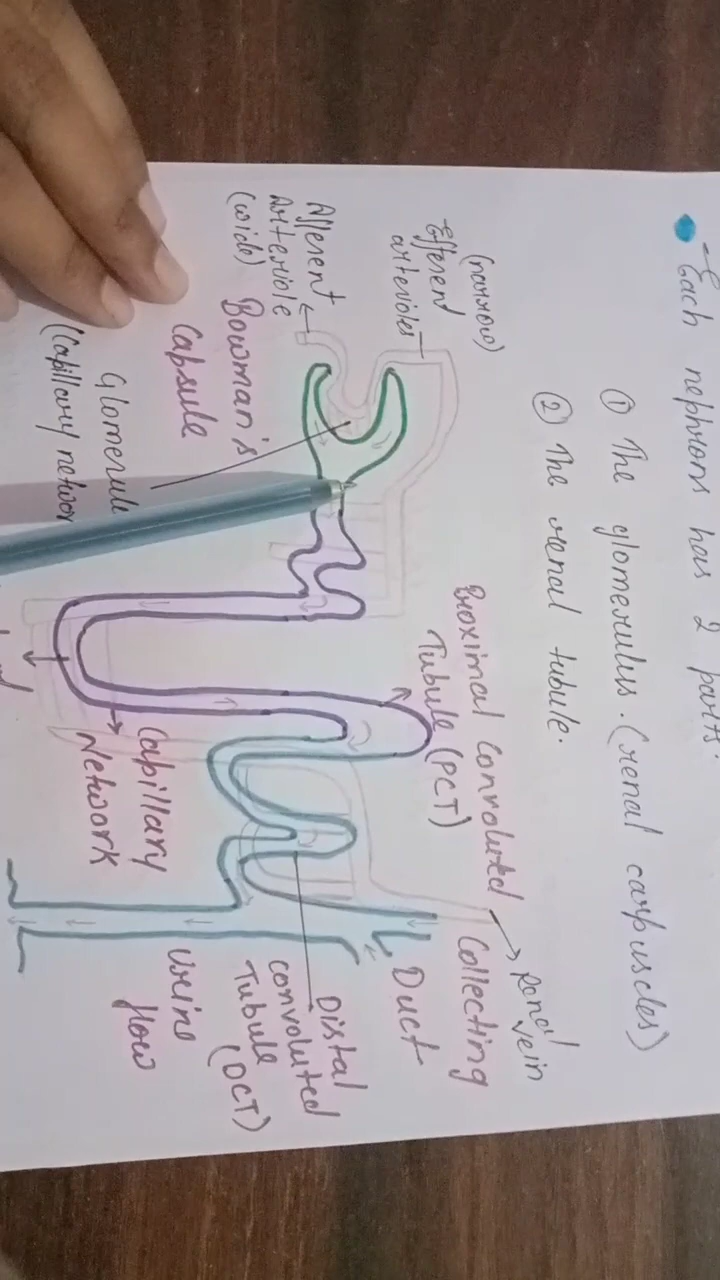 Each nephrons has 2 parts.
① The glomerulus. (renal carpuscles)
② The renal tubule.
(narrow)
Efferent
arterioles
Afferent
Arteriole
(wide)
Bowman's
Capsule
Glomerule
(Capillary networ
Proximal convoluted
Tubule (PCT)
Capillary
Network
Renal
vein
Collecting
Duct
Distal
convoluted
Tubule
(DCT)
Urine
flow